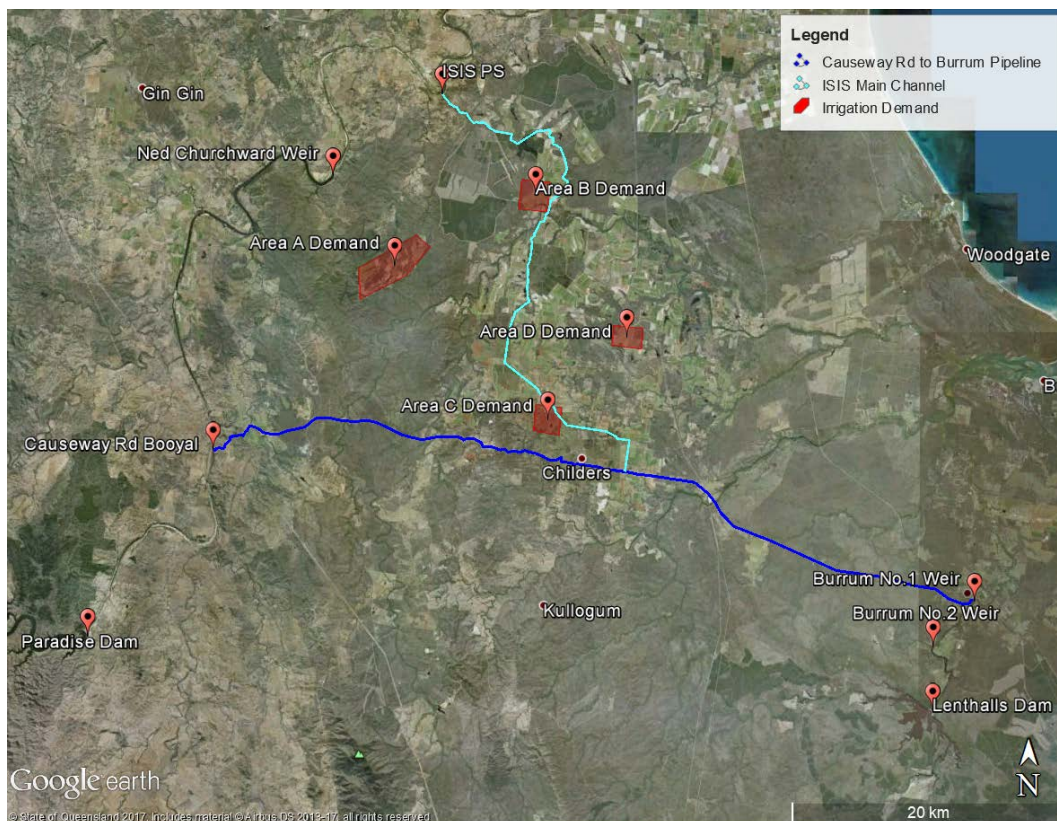 Legend
Causeway Rd to Burrum Pipeline
ISIS Main Channel
Irrigation Demand
ISIS PS
Gin Gin
Ned Churchward Weir
Area B Demand
Area A Demand
Woodgate
Area D Demand
B
Area C Demand
Causeway Rd Booyal
Childers
Burrum No.1 Weir
Kullogum
Burrum No.2 Weir
Paradise Dam
Lenthalls Dam
N
Google earth
© State of Queensland 2017. Includes material © Airbus DS 2013-17, all rights reserved
20 km